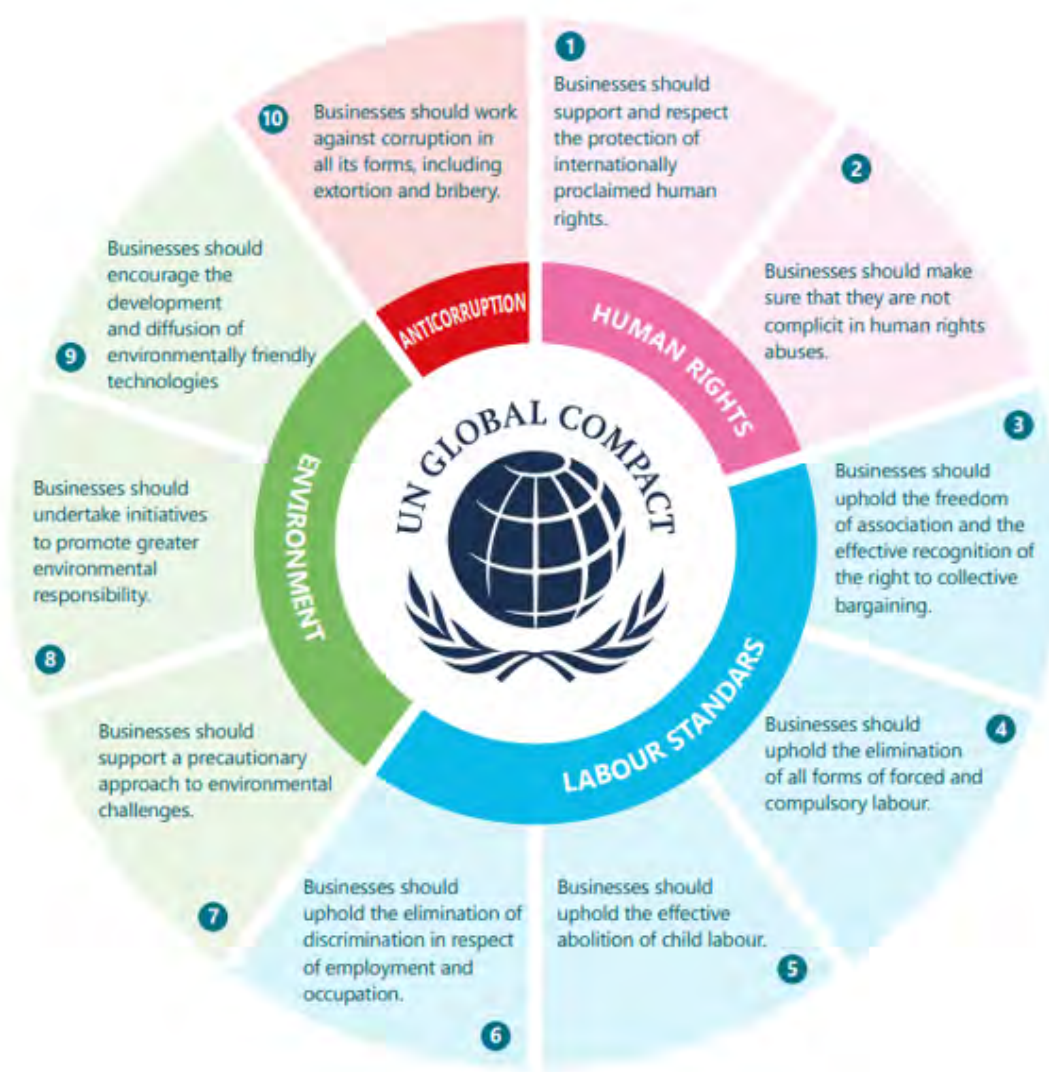 1
Businesses should
support and respect
the protection of
internationally
proclaimed human
rights.
2
Businesses should make
sure that they are not
complicit in human rights
abuses.
3
Businesses should
uphold the freedom
of association and the
effective recognition of
the right to collective
bargaining.
4
Businesses should
uphold the elimination
of all forms of forced and
compulsory labour.
5
Businesses should
uphold the effective
abolition of child labour.
6
Businesses should
uphold the elimination of
discrimination in respect
of employment and
occupation.
7
Businesses should
support a precautionary
approach to environmental
challenges.
8
Businesses should
undertake initiatives
to promote greater
environmental
responsibility.
9
Businesses should
encourage the
development
and diffusion of
environmentally friendly
technologies
10
Businesses should work
against corruption in
all its forms, including
extortion and bribery.
HUMAN RIGHTS
LABOUR STANDARS
ENVIRONMENT
ANTICORRUPTION
UN GLOBAL COMPACT